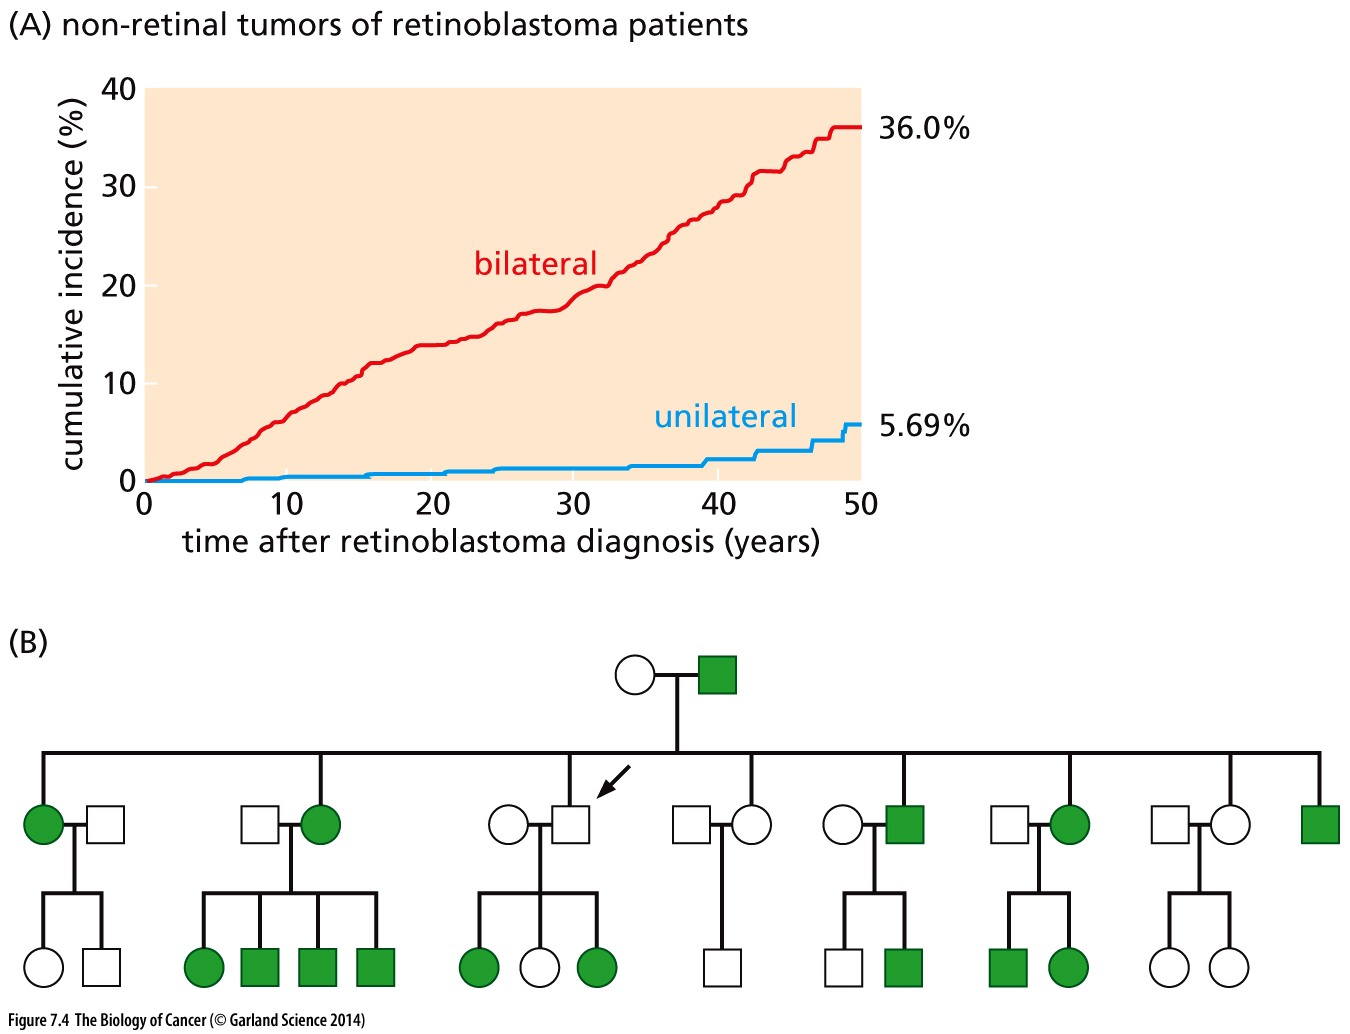 (A) non-retinal tumors of retinoblastoma patients
cumulative incidence (%)
40
30
20
10
0
bilateral
unilateral
36.0%
5.69%
0 10 20 30 40 50
time after retinoblastoma diagnosis (years)
(B)
Figure 7.4 The Biology of Cancer (© Garland Science 2014)